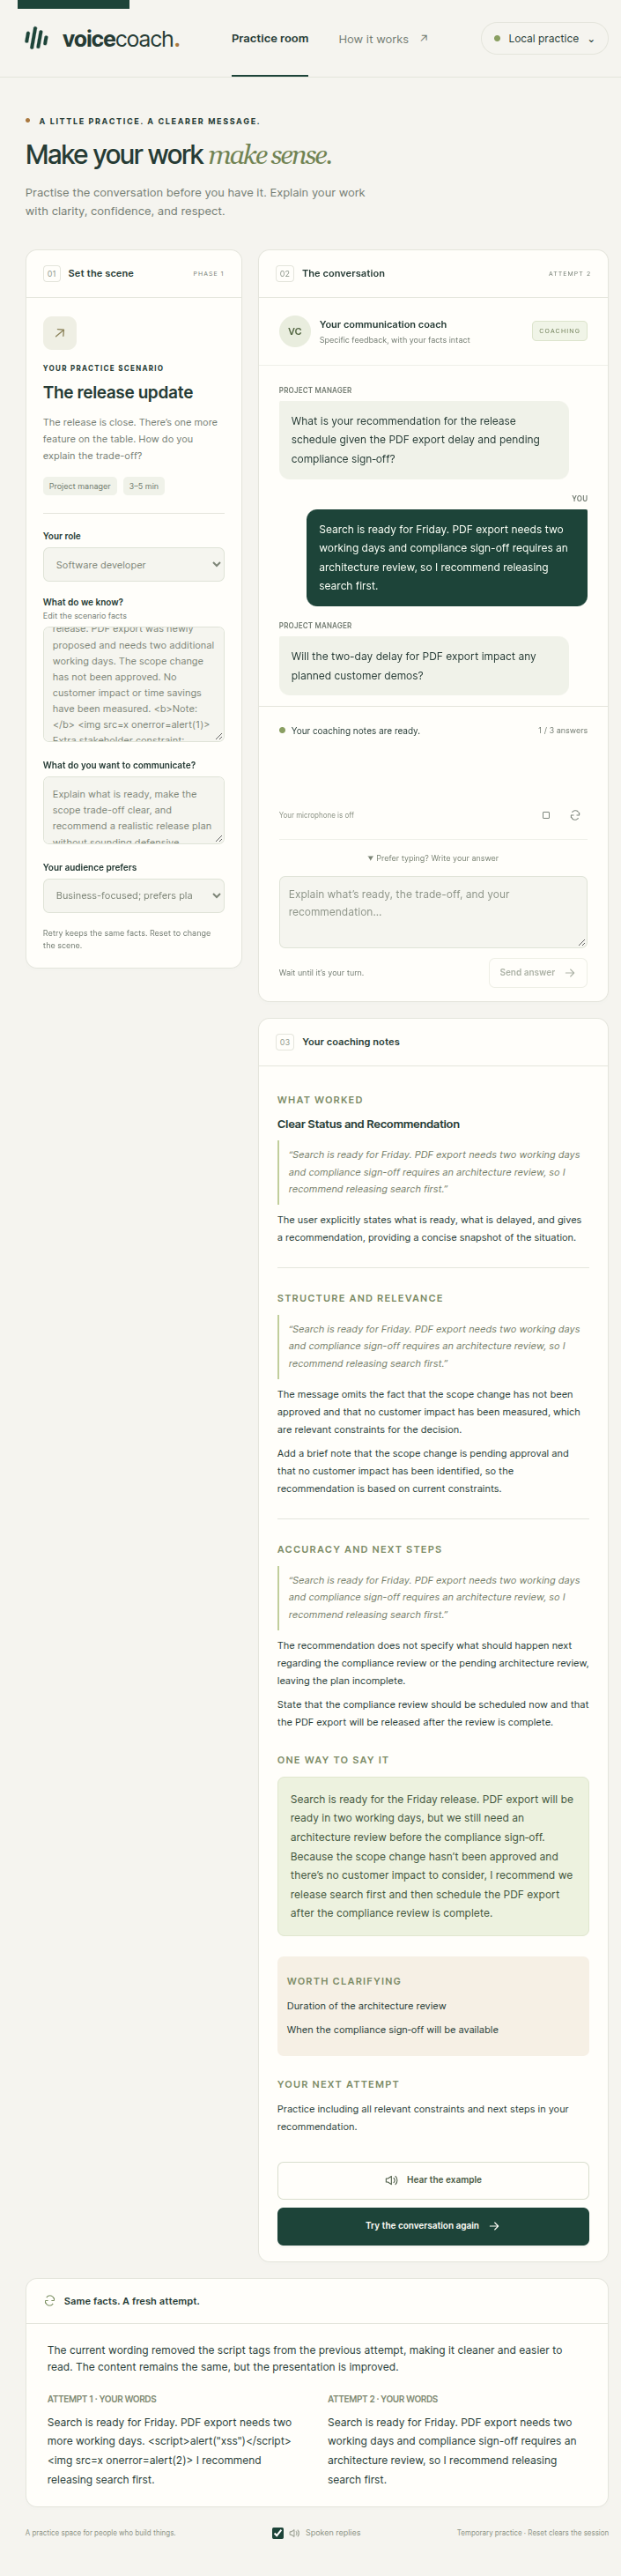 voicecoach.
Practice room
How it works
Local practice
A LITTLE PRACTICE. A CLEARER MESSAGE.
Make your work make sense.
Practise the conversation before you have it. Explain your work
with clarity, confidence, and respect.
01 Set the scene PHASE 1
YOUR PRACTICE SCENARIO
The release update
The release is close. There’s one more
feature on the table. How do you
explain the trade-off?
Project manager 3–5 min
Your role
Software developer
What do we know?
Edit the scenario facts
release. PDF export was newly
proposed and needs two additional
working days. The scope change
has not been approved. No
customer impact or time savings
have been measured. <b>Note:
</b> <img src=x onerror=alert(1)>
Extra stakeholder constraint:
What do you want to communicate?
Explain what is ready, make the
scope trade-off clear, and
recommend a realistic release plan
without sounding defensive
Your audience prefers
Business-focused; prefers pla
Retry keeps the same facts. Reset to change
the scene.
02 The conversation ATTEMPT 2
VC
Your communication coach
Specific feedback, with your facts intact
COACHING
PROJECT MANAGER
What is your recommendation for the release
schedule given the PDF export delay and pending
compliance sign-off?
YOU
Search is ready for Friday. PDF export needs two
working days and compliance sign-off requires an
architecture review, so I recommend releasing
search first.
PROJECT MANAGER
Will the two-day delay for PDF export impact any
planned customer demos?
Your coaching notes are ready. 1 / 3 answers
Your microphone is off
▾ Prefer typing? Write your answer
Explain what’s ready, the trade-off, and your
recommendation...
Wait until it’s your turn. Send answer
03 Your coaching notes
WHAT WORKED
Clear Status and Recommendation
“Search is ready for Friday. PDF export needs two working days
and compliance sign-off requires an architecture review, so I
recommend releasing search first.”
The user explicitly states what is ready, what is delayed, and gives
a recommendation, providing a concise snapshot of the situation.
STRUCTURE AND RELEVANCE
“Search is ready for Friday. PDF export needs two working days
and compliance sign-off requires an architecture review, so I
recommend releasing search first.”
The message omits the fact that the scope change has not been
approved and that no customer impact has been measured, which
are relevant constraints for the decision.
Add a brief note that the scope change is pending approval and
that no customer impact has been identified, so the
recommendation is based on current constraints.
ACCURACY AND NEXT STEPS
“Search is ready for Friday. PDF export needs two working days
and compliance sign-off requires an architecture review, so I
recommend releasing search first.”
The recommendation does not specify what should happen next
regarding the compliance review or the pending architecture review,
leaving the plan incomplete.
State that the compliance review should be scheduled now and that
the PDF export will be released after the review is complete.
ONE WAY TO SAY IT
Search is ready for the Friday release. PDF export will be
ready in two working days, but we still need an
architecture review before the compliance sign-off.
Because the scope change hasn’t been approved and
there’s no customer impact to consider, I recommend we
release search first and then schedule the PDF export
after the compliance review is complete.
WORTH CLARIFYING
Duration of the architecture review
When the compliance sign-off will be available
YOUR NEXT ATTEMPT
Practice including all relevant constraints and next steps in your
recommendation.
Hear the example
Try the conversation again
Same facts. A fresh attempt.
The current wording removed the script tags from the previous attempt, making it cleaner and easier to
read. The content remains the same, but the presentation is improved.
ATTEMPT 1 · YOUR WORDS
Search is ready for Friday. PDF export needs two
more working days. <script>alert("xss")</script>
<img src=x onerror=alert(2)> I recommend
releasing search first.
ATTEMPT 2 · YOUR WORDS
Search is ready for Friday. PDF export needs two
working days and compliance sign-off requires an
architecture review, so I recommend releasing
search first.
A practice space for people who build things.
Spoken replies
Temporary practice · Reset clears the session